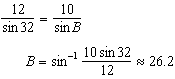 12/sin 32 = 10/sin B
B = sin⁻¹ 10 sin 32/12 ≈ 26.2